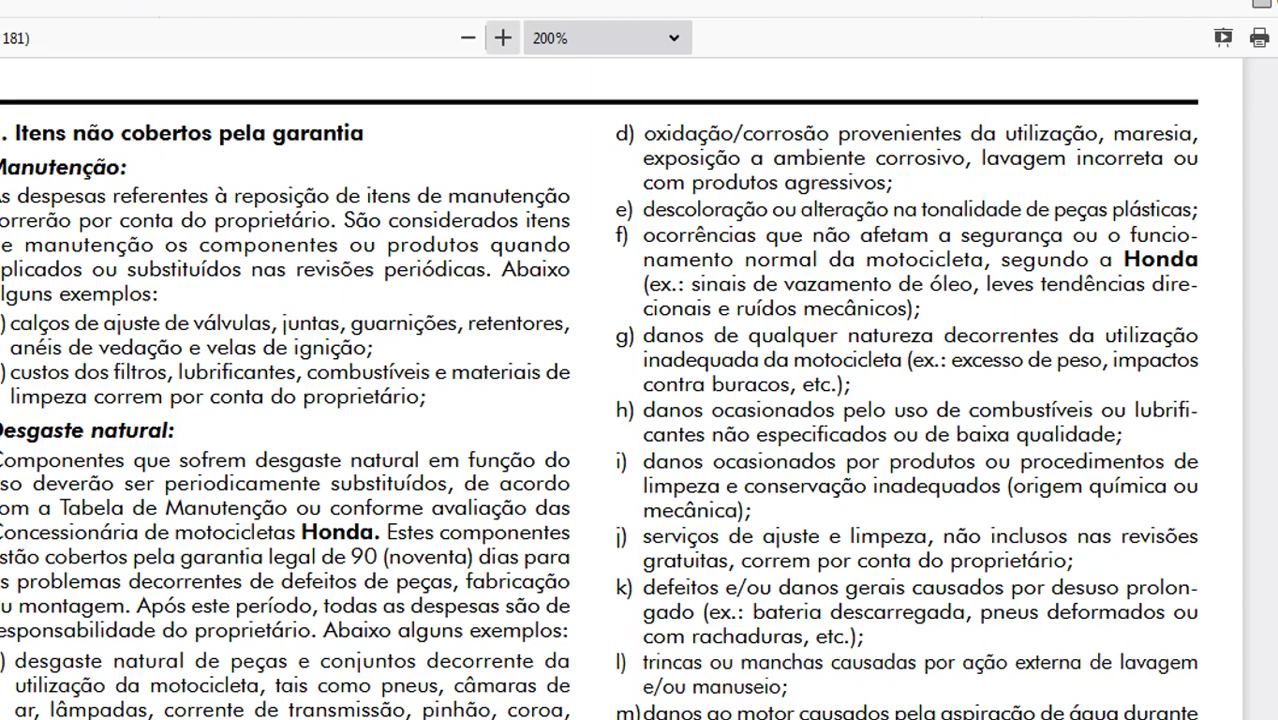 181)
200%
. Itens não cobertos pela garantia
Manutenção:
s despesas referentes à reposição de itens de manutenção
orrerão por conta do proprietário. São considerados itens
e manutenção os componentes ou produtos quando
plicados ou substituídos nas revisões periódicas. Abaixo
lguns exemplos:
) calços de ajuste de válvulas, juntas, guarnições, retentores,
anéis de vedação e velas de ignição;
) custos dos filtros, lubrificantes, combustíveis e materiais de
limpeza correm por conta do proprietário;
Desgaste natural:
Componentes que sofrem desgaste natural em função do
so deverão ser periodicamente substituídos, de acordo
om a Tabela de Manutenção ou conforme avaliação das
Concessionária de motocicletas Honda. Estes componentes
stão cobertos pela garantia legal de 90 (noventa) dias para
s problemas decorrentes de defeitos de peças, fabricação
u montagem. Após este período, todas as despesas são de
esponsabilidade do proprietário. Abaixo alguns exemplos:
) desgaste natural de peças e conjuntos decorrente da
utilização da motocicleta, tais como pneus, câmaras de
ar, lâmpadas, corrente de transmissão, pinhão, coroa,
d) oxidação/corrosão provenientes da utilização, maresia,
exposição a ambiente corrosivo, lavagem incorreta ou
com produtos agressivos;
e) descoloração ou alteração na tonalidade de peças plásticas;
f) ocorrências que não afetam a segurança ou o funcio-
namento normal da motocicleta, segundo a Honda
(ex.: sinais de vazamento de óleo, leves tendências dire-
cionais e ruídos mecânicos);
g) danos de qualquer natureza decorrentes da utilização
inadequada da motocicleta (ex.: excesso de peso, impactos
contra buracos, etc.);
h) danos ocasionados pelo uso de combustíveis ou lubrifi-
cantes não especificados ou de baixa qualidade;
i) danos ocasionados por produtos ou procedimentos de
limpeza e conservação inadequados (origem química ou
mecânica);
j) serviços de ajuste e limpeza, não inclusos nas revisões
gratuitas, correm por conta do proprietário;
k) defeitos e/ou danos gerais causados por desuso prolon-
gado (ex.: bateria descarregada, pneus deformados ou
com rachaduras, etc.);
l) trincas ou manchas causadas por ação externa de lavagem
e/ou manuseio;
m) danos ao motor causados pela aspiração de água durante